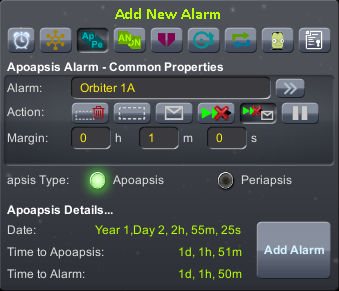 Add New Alarm
Ap
Pe
AN
DN
Apoapsis Alarm - Common Properties
Alarm: Orbiter 1A
Action:
Margin: 0 h 1 m 0 s
apsis Type: Apoapsis Periapsis
Apoapsis Details...
Date: Year 1,Day 2, 2h, 55m, 25s
Time to Apoapsis: 1d, 1h, 51m
Time to Alarm: 1d, 1h, 50m
Add Alarm